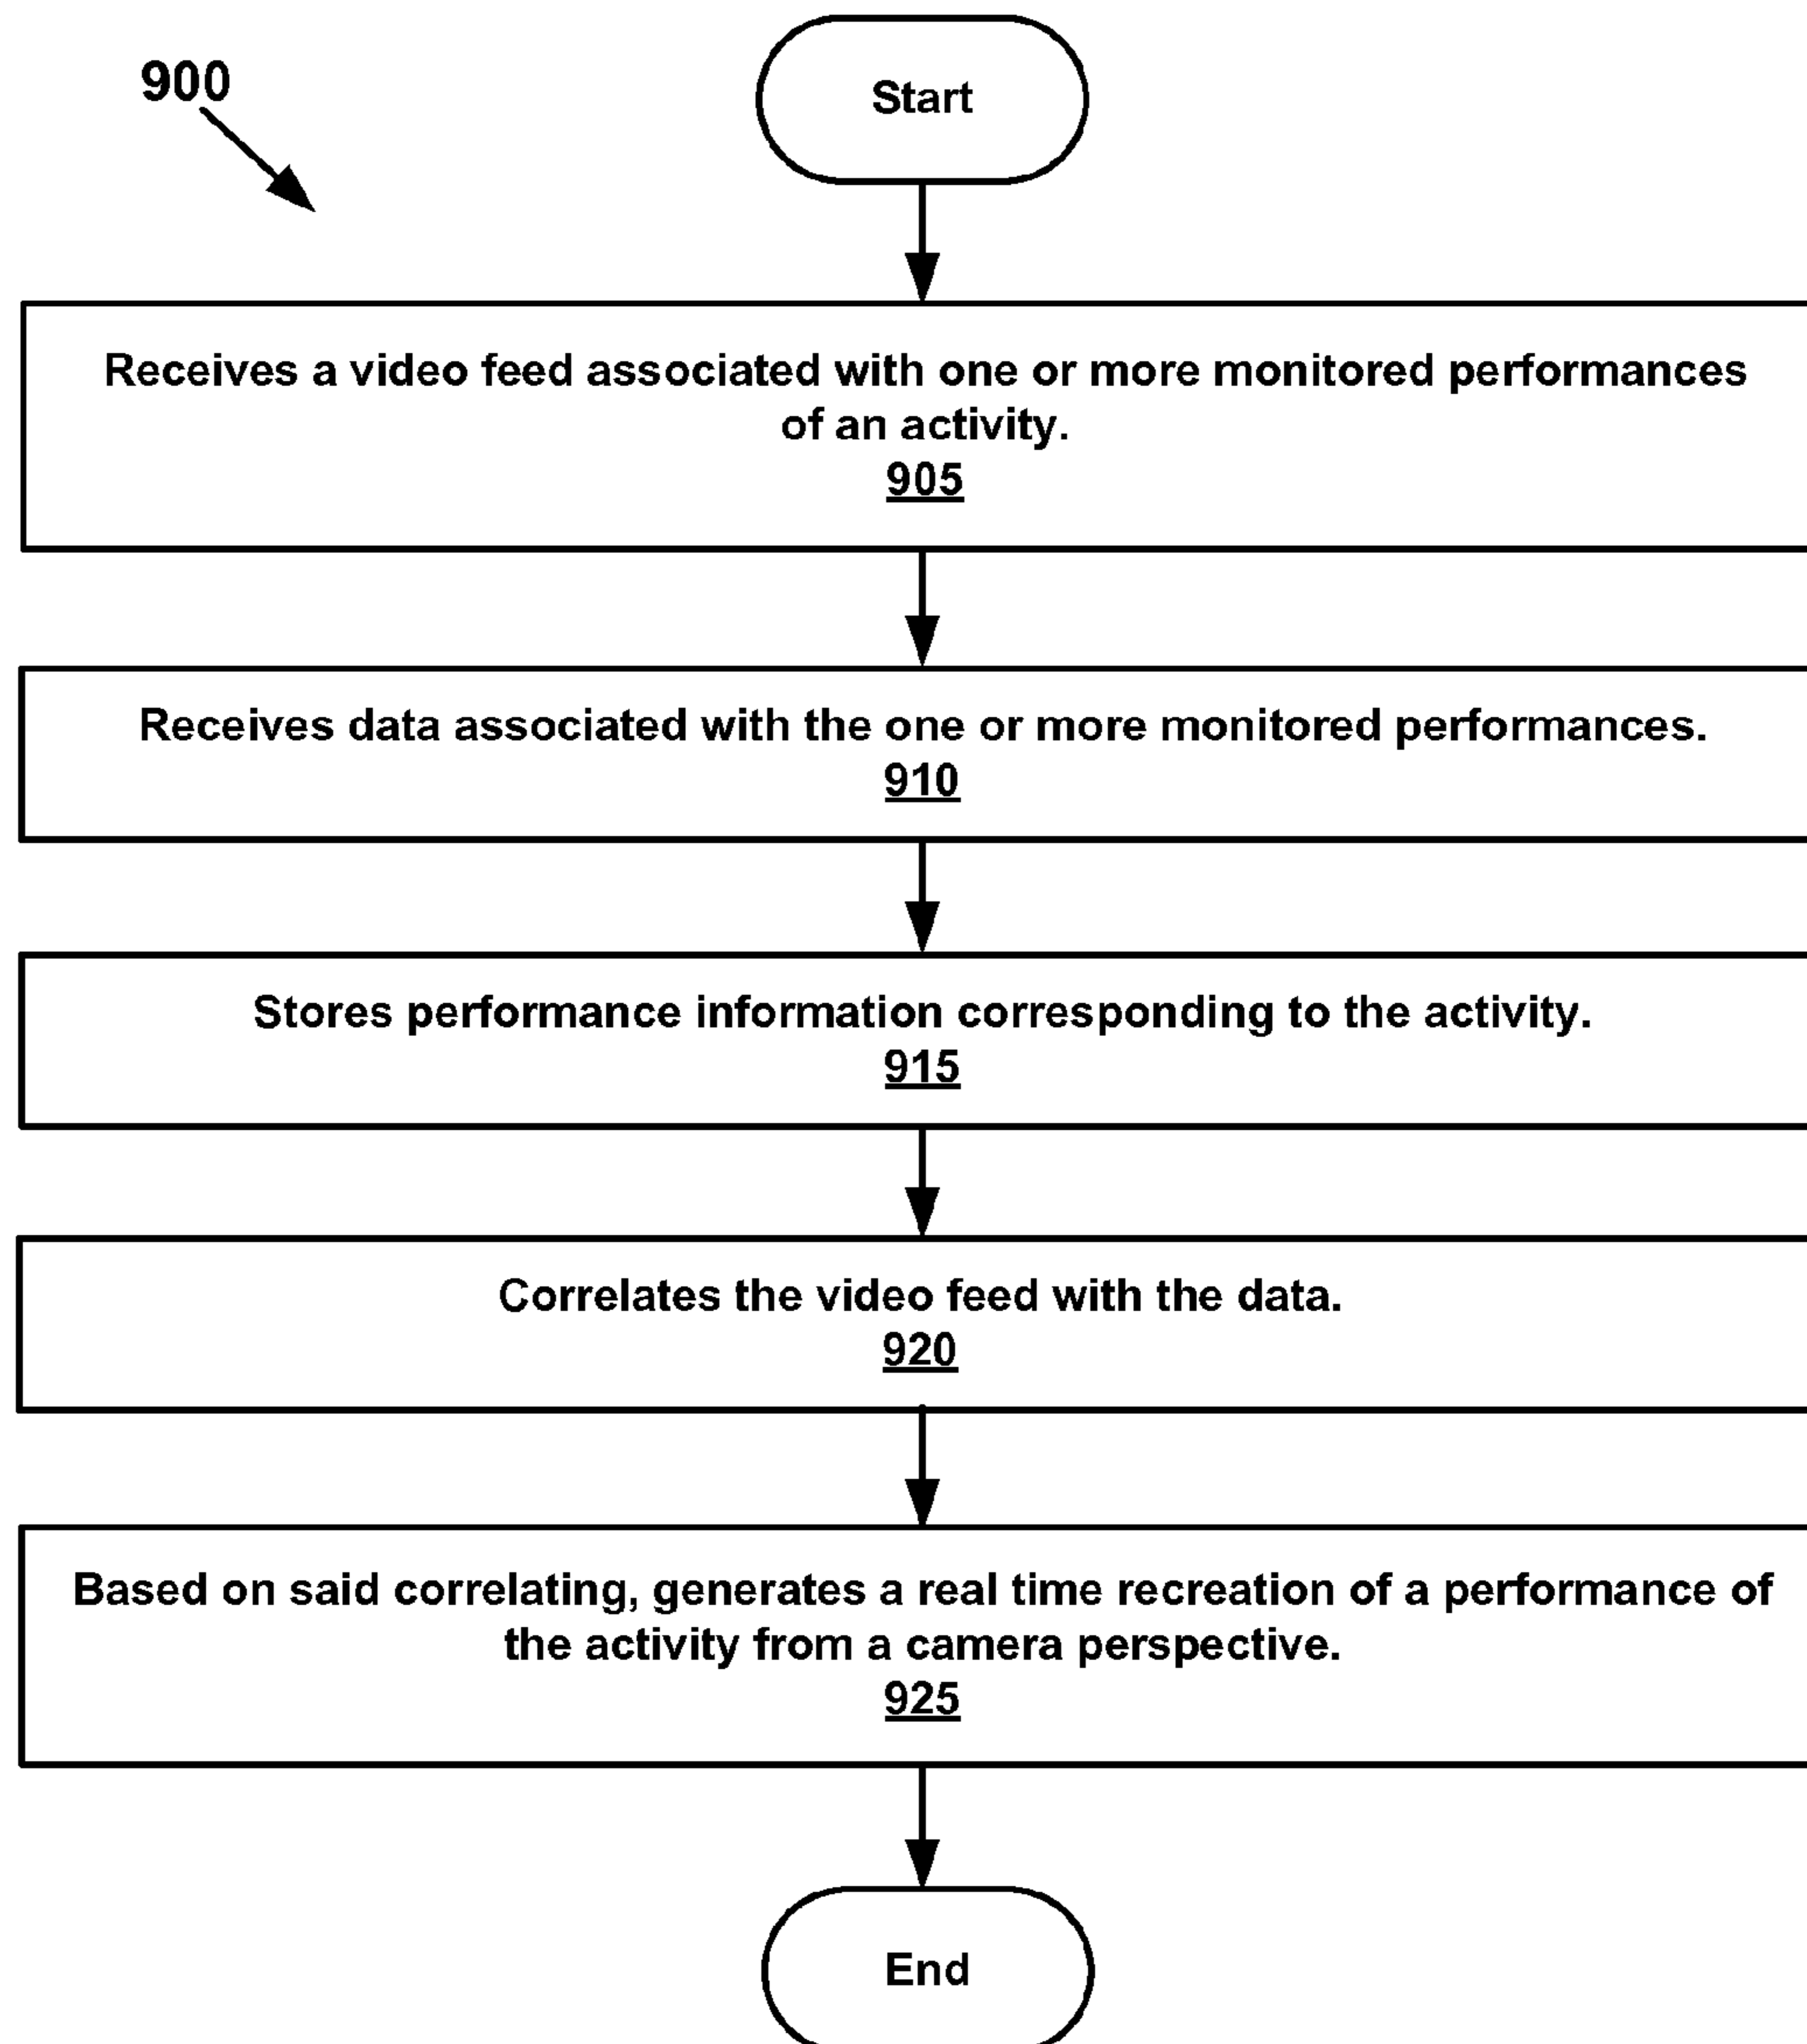 900
Start
Receives a video feed associated with one or more monitored performances
of an activity.
905
Receives data associated with the one or more monitored performances.
910
Stores performance information corresponding to the activity.
915
Correlates the video feed with the data.
920
Based on said correlating, generates a real time recreation of a performance of
the activity from a camera perspective.
925
End